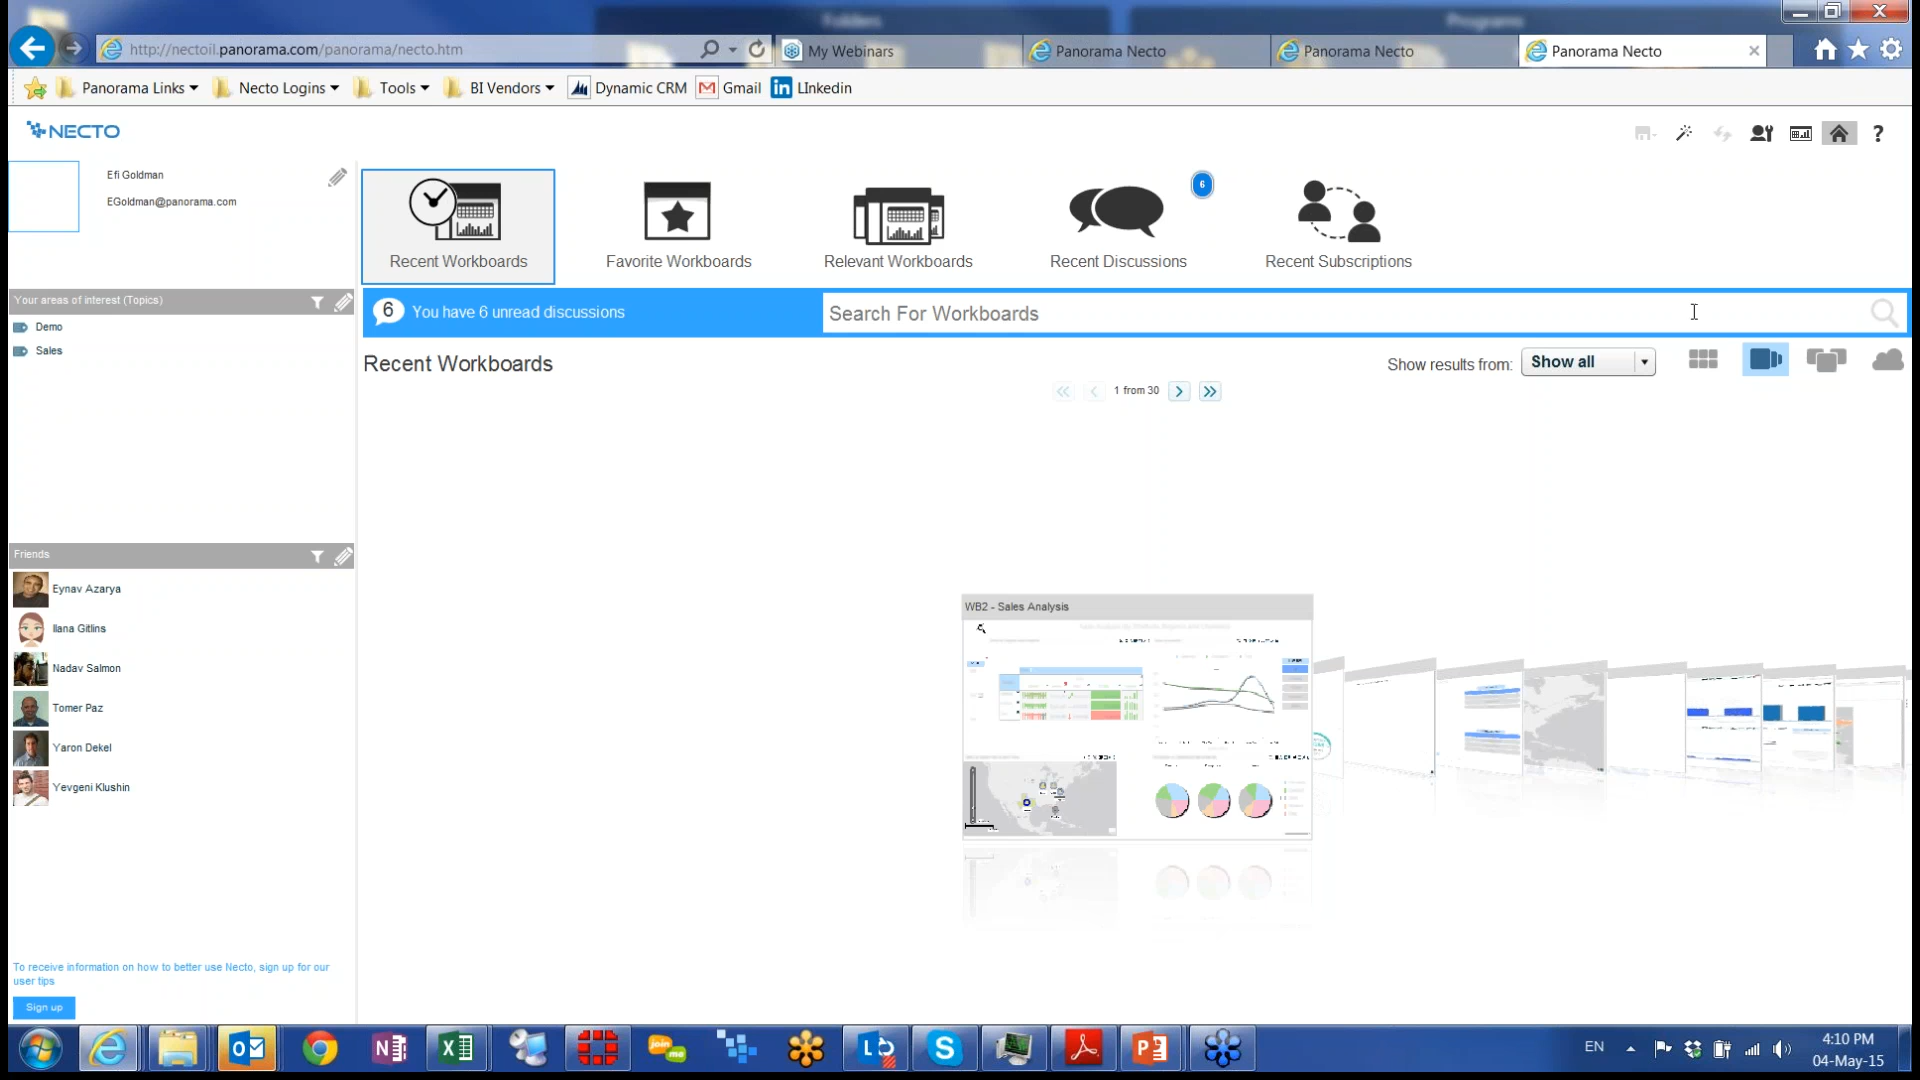 Folders
Programs
http://nectoil.panorama.com/panorama/necto.htm
My Webinars
Panorama Necto
Panorama Necto
Panorama Necto
Panorama Links
Necto Logins
Tools
BI Vendors
Dynamic CRM
Gmail
LInkedin
NECTO
?
Efi Goldman
EGoldman@panorama.com
Recent Workboards
Favorite Workboards
Relevant Workboards
6
Recent Discussions
Recent Subscriptions
Your areas of interest (Topics)
Demo
Sales
6
You have 6 unread discussions
Search For Workboards
Recent Workboards
Show results from:
Show all
1 from 30
Friends
Eynav Azarya
Ilana Gitlins
Nadav Salmon
Tomer Paz
Yaron Dekel
Yevgeni Klushin
WB2 - Sales Analysis
To receive information on how to better use Necto, sign up for our
user tips
Sign up
join
me
EN
4:10 PM
04-May-15